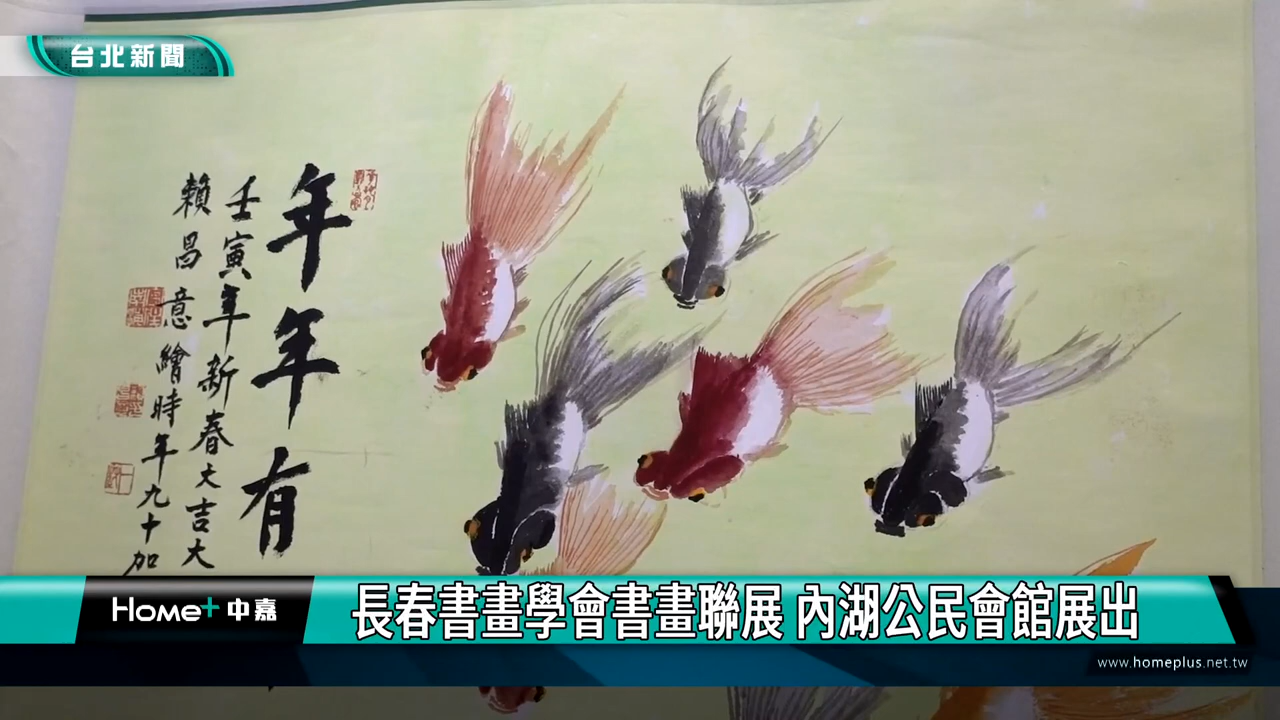 台北新聞
年年有
壬寅年新春大吉大
賴昌意繪時年九十加
Home+中嘉
長春書畫學會書畫聯展 內湖公民會館展出
www.homeplus.net.tw